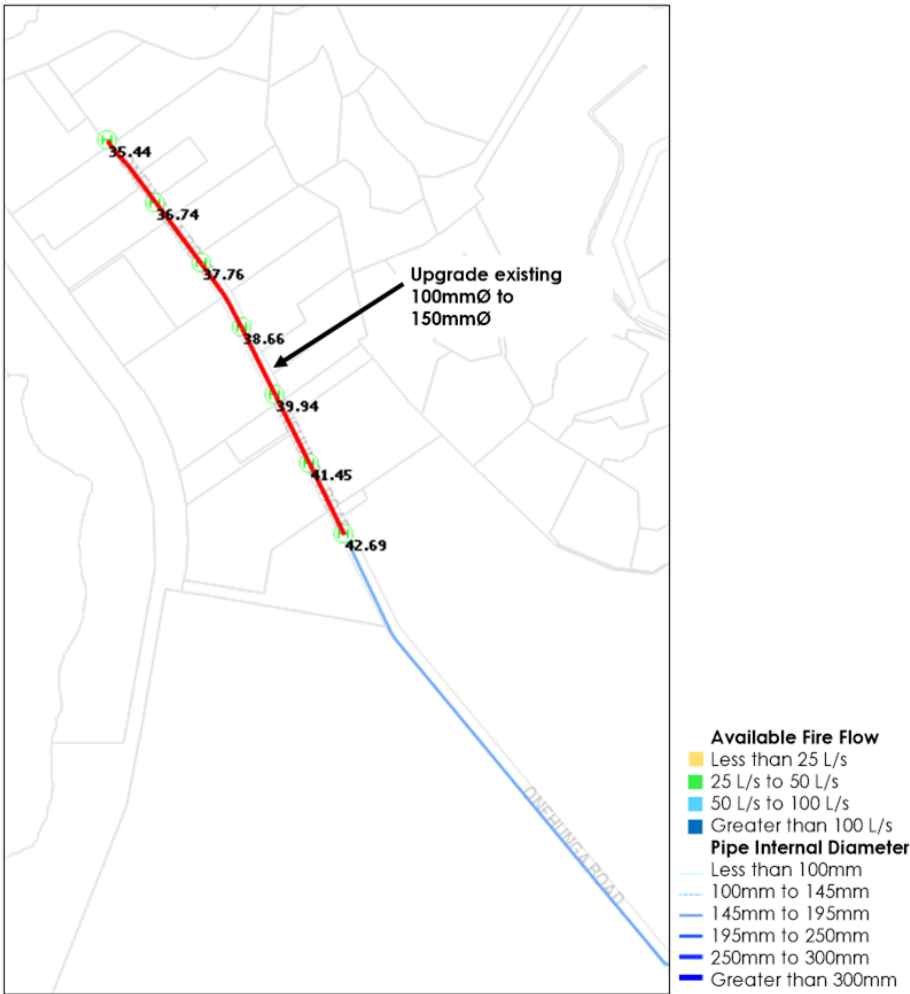 H
35.44
H
36.74
H
37.76
Upgrade existing
100mmØ to
150mmØ
H
38.66
H
39.94
H
41.45
H
42.69
ONEHUNGA ROAD
Available Fire Flow
Less than 25 L/s
25 L/s to 50 L/s
50 L/s to 100 L/s
Greater than 100 L/s
Pipe Internal Diameter
Less than 100mm
100mm to 145mm
145mm to 195mm
195mm to 250mm
250mm to 300mm
Greater than 300mm